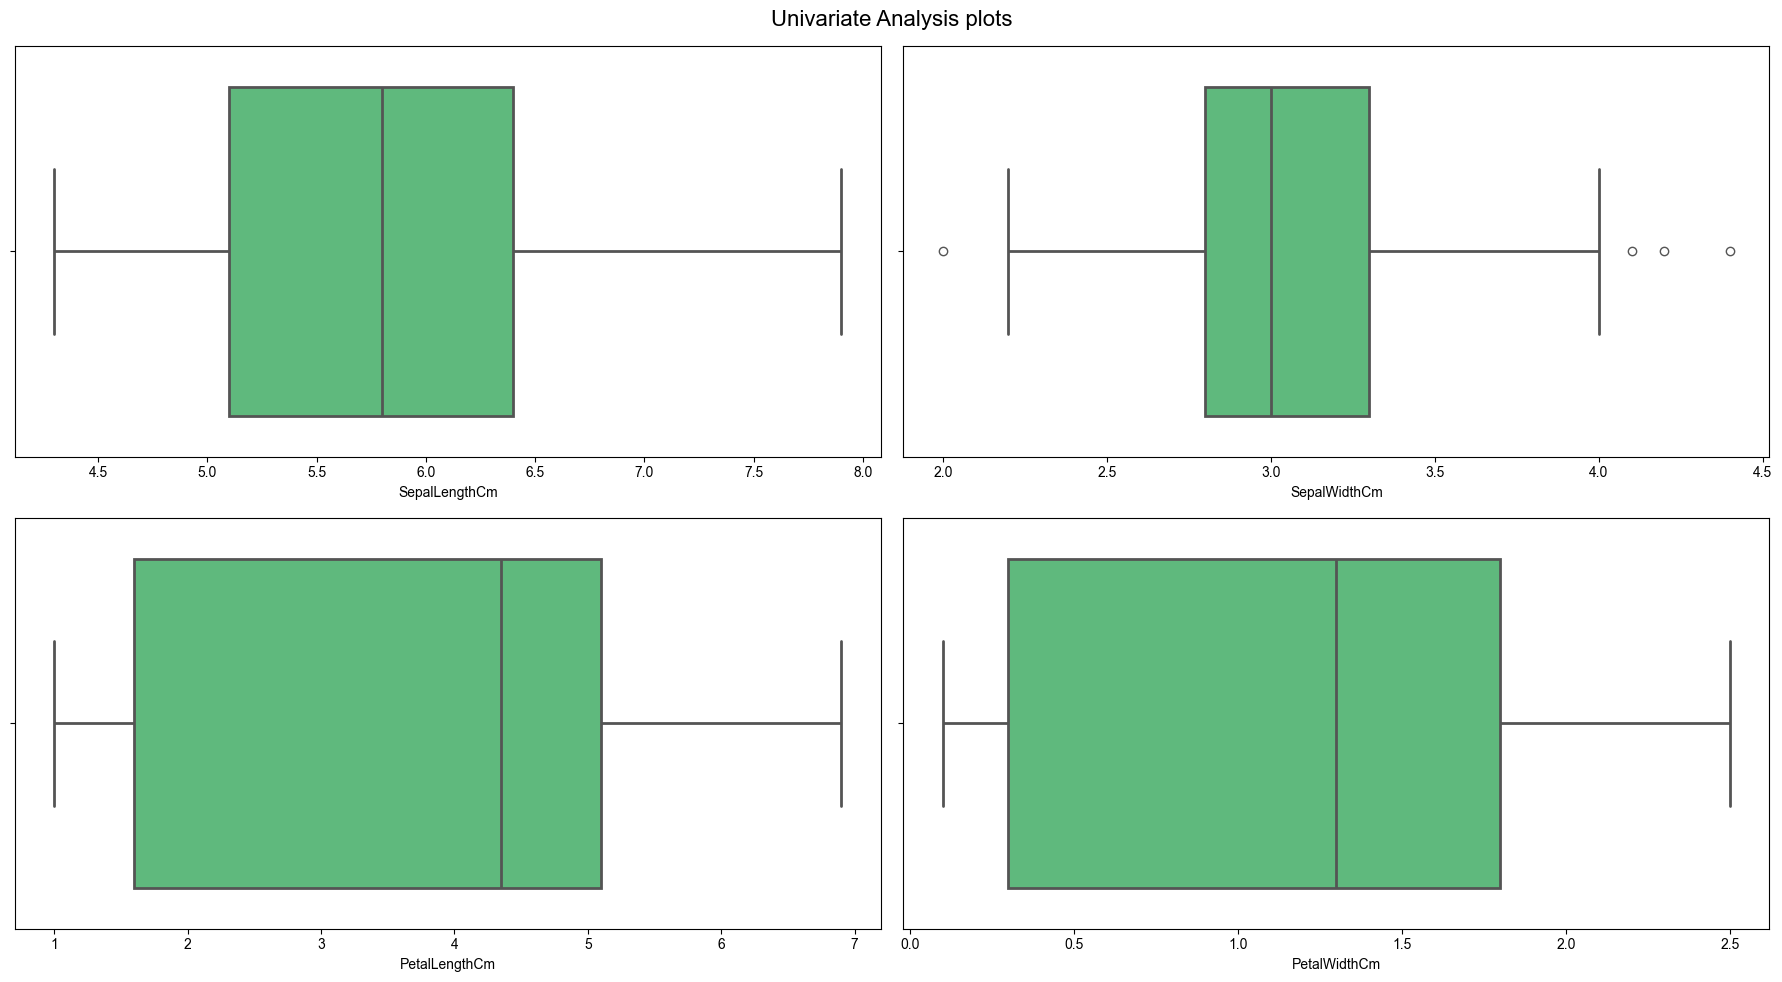 Univariate Analysis plots
4.5 5.0 5.5 6.0 6.5 7.0 7.5 8.0
SepalLengthCm
2.0 2.5 3.0 3.5 4.0 4.5
SepalWidthCm
1 2 3 4 5 6 7
PetalLengthCm
0.0 0.5 1.0 1.5 2.0 2.5
PetalWidthCm